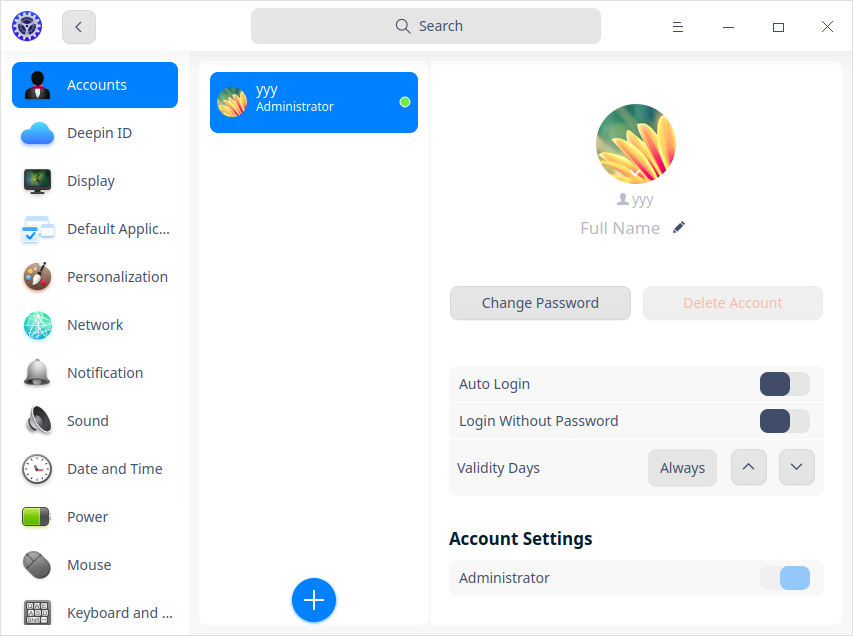 Search
Accounts
Deepin ID
Display
Default Applic...
Personalization
Network
Notification
Sound
Date and Time
Power
Mouse
Keyboard and ...
yyy
Administrator
yyy
Full Name
Change Password
Delete Account
Auto Login
Login Without Password
Validity Days
Always
Account Settings
Administrator